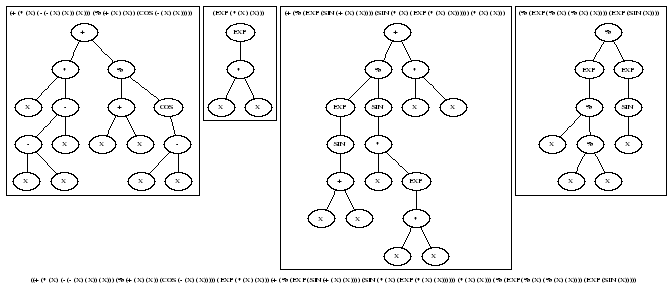 (+ (* (X) (- (- (X) (X)) (X))) (% (+ (X) (X)) (COS (- (X) (X)))))
+
* %
X - + COS
- X X X -
X X X X
(EXP (* (X) (X)))
EXP
*
X X
(+ (% (EXP (SIN (+ (X) (X)))) (SIN (* (X) (EXP (* (X) (X)))))) (* (X) (X)))
+
% *
EXP SIN X X
SIN *
+ X EXP
X X *
X X
(% (EXP (% (X) (% (X) (X)))) (EXP (SIN (X))))
%
EXP EXP
% SIN
X % X
X X
((+ (* (X) (- (- (X) (X)) (X))) (% (+ (X) (X)) (COS (- (X) (X))))) (EXP (* (X) (X))) (+ (% (EXP (SIN (+ (X) (X)))) (SIN (* (X) (EXP (* (X) (X)))))) (* (X) (X))) (% (EXP (% (X) (% (X) (X)))) (EXP (SIN (X)))))